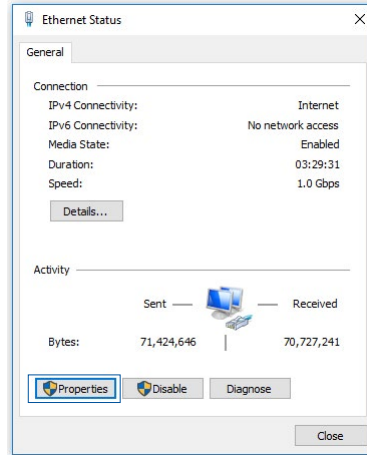 Ethernet Status
General
Connection
IPv4 Connectivity: Internet
IPv6 Connectivity: No network access
Media State: Enabled
Duration: 03:29:31
Speed: 1.0 Gbps
Details...
Activity
Sent Received
Bytes: 71,424,646 70,727,241
Properties Disable Diagnose
Close